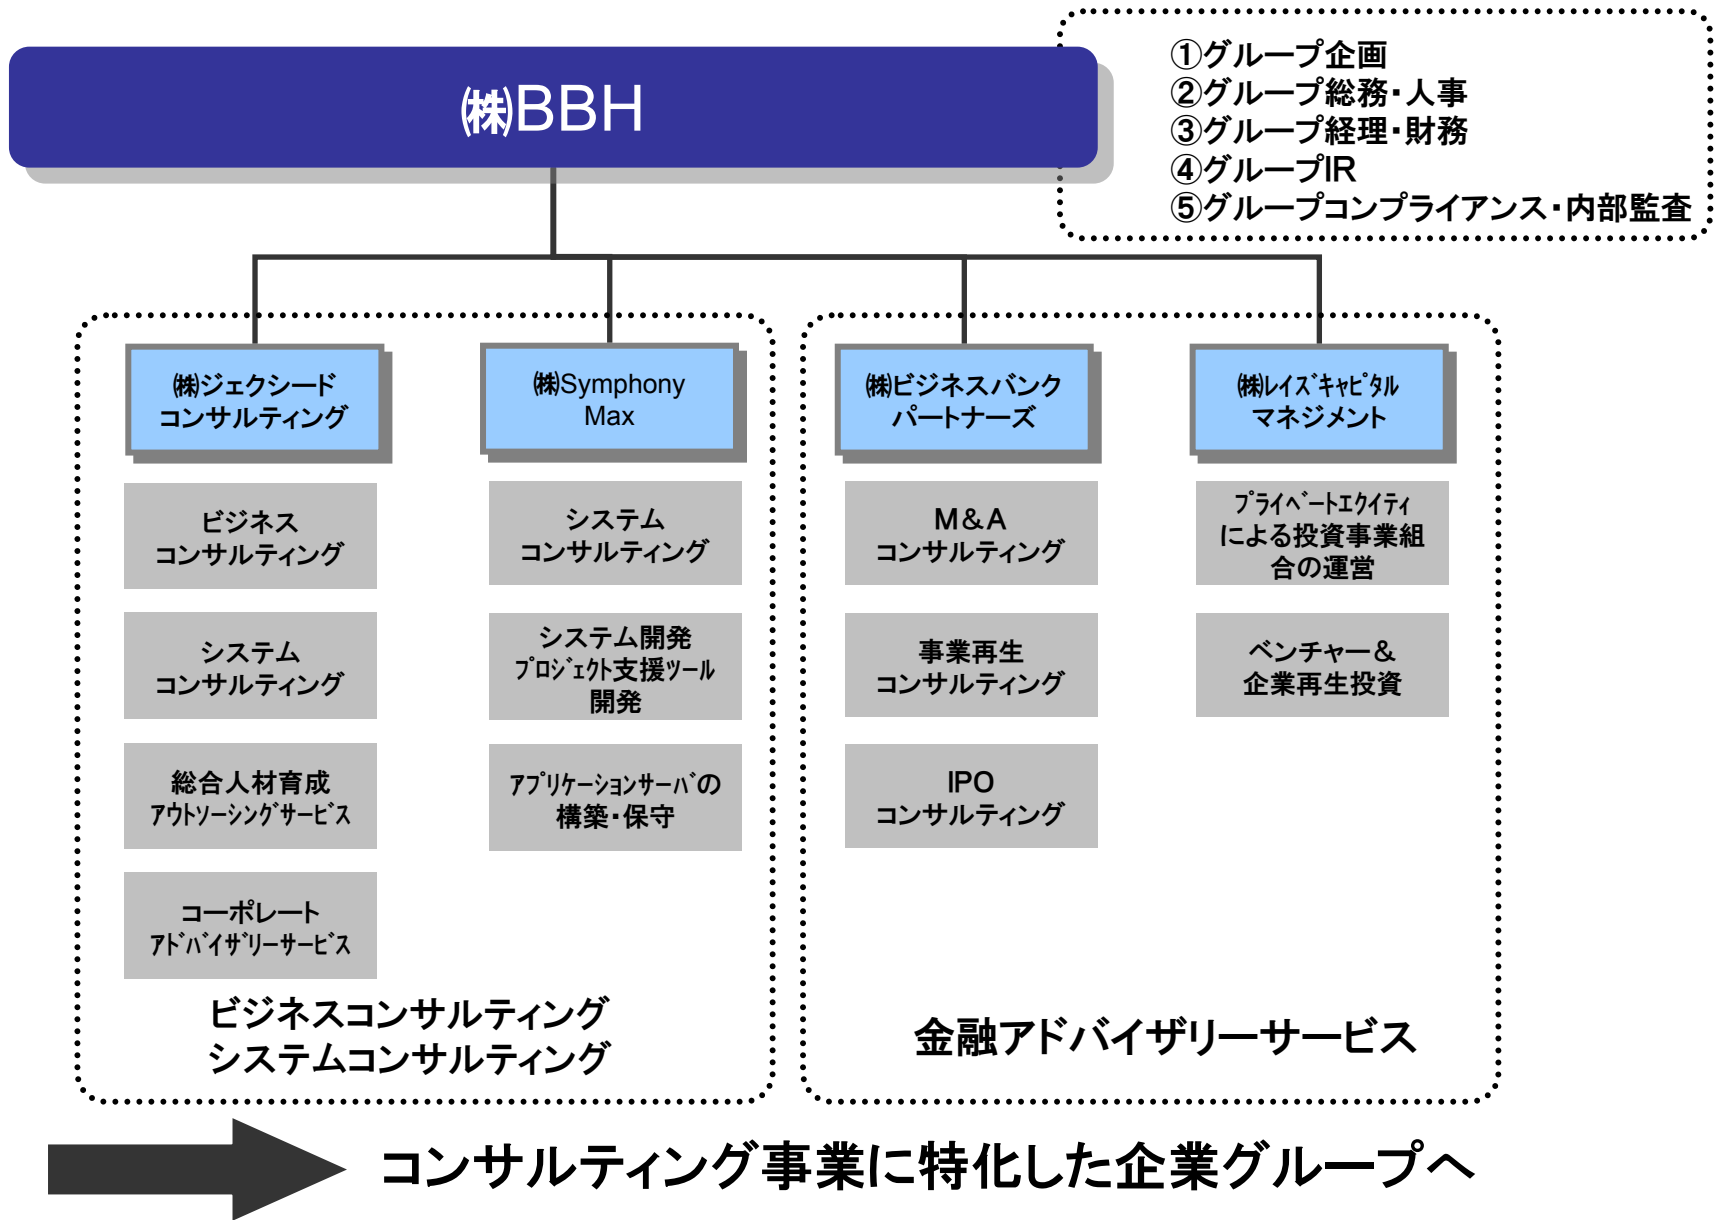 ㈱BBH
①グループ企画
②グループ総務・人事
③グループ経理・財務
④グループIR
⑤グループコンプライアンス・内部監査
㈱ジェクシード
コンサルティング
ビジネス
コンサルティング
システム
コンサルティング
総合人材育成
ｱｳﾄｿｰｼﾝｸﾞｻｰﾋﾞｽ
コーポレート
ｱﾄﾞﾊﾞｲｻﾞﾘｰｻｰﾋﾞｽ
㈱Symphony
Max
システム
コンサルティング
システム開発
ﾌﾟﾛｼﾞｪｸﾄ支援ﾂｰﾙ
開発
ｱﾌﾟﾘｹｰｼｮﾝｻｰﾊﾞの
構築・保守
ビジネスコンサルティング
システムコンサルティング
㈱ビジネスバンク
パートナーズ
M＆A
コンサルティング
事業再生
コンサルティング
IPO
コンサルティング
㈱ﾚｲｽﾞｷｬﾋﾟﾀﾙ
マネジメント
ﾌﾟﾗｲﾍﾞｰﾄｴｸｲﾃｨ
による投資事業組
合の運営
ベンチャー＆
企業再生投資
金融アドバイザリーサービス
コンサルティング事業に特化した企業グループへ